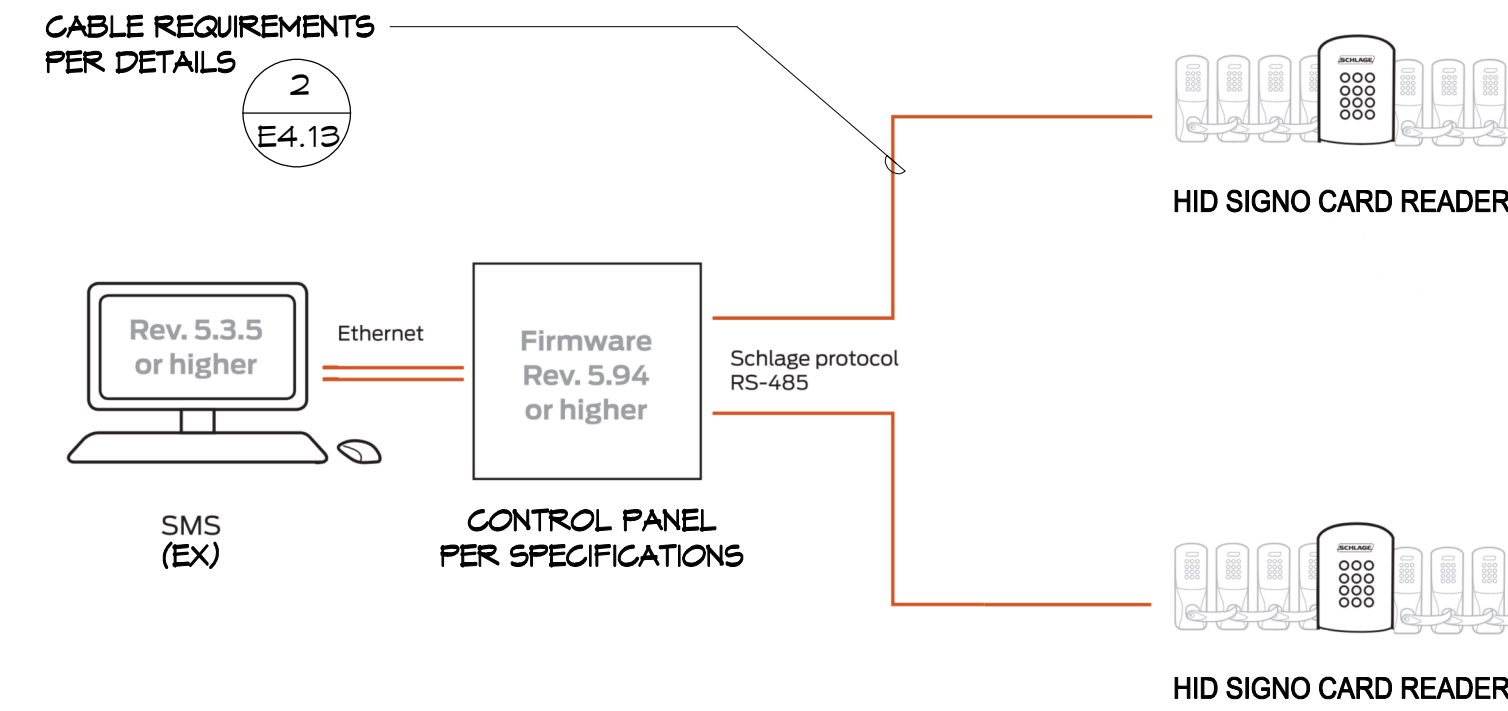 CABLE REQUIREMENTS
PER DETAILS
2
E4.13
SCHLAGE
HID SIGNO CARD READER
Rev. 5.3.5
or higher
Ethernet
Firmware
Rev. 5.94
or higher
Schlage protocol
RS-485
SMS
(EX)
CONTROL PANEL
PER SPECIFICATIONS
SCHLAGE
HID SIGNO CARD READER